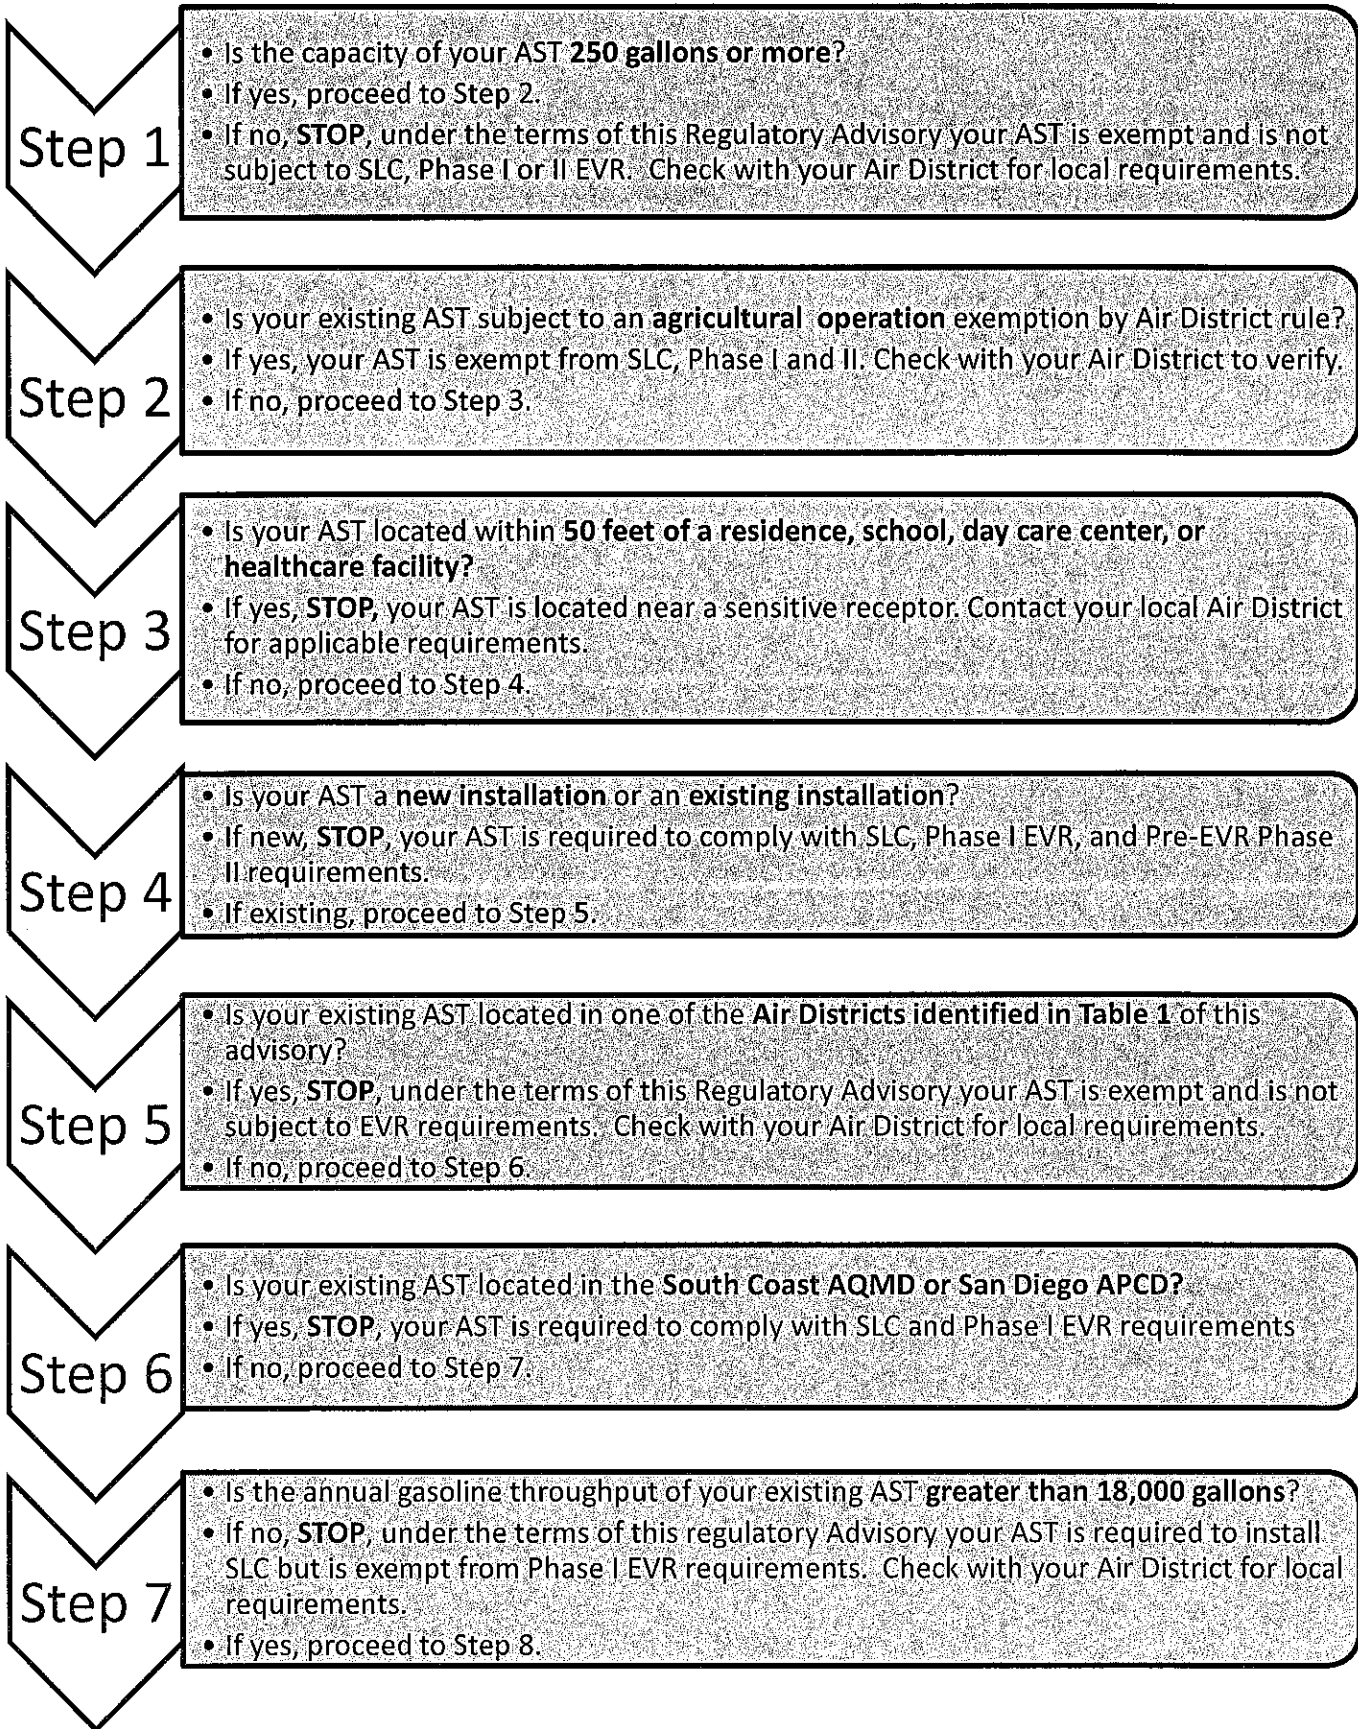 Step 1
• Is the capacity of your AST 250 gallons or more?
• If yes, proceed to Step 2.
• If no, STOP, under the terms of this Regulatory Advisory your AST is exempt and is not
subject to SLC, Phase I or II EVR. Check with your Air District for local requirements.
Step 2
• Is your existing AST subject to an agricultural operation exemption by Air District rule?
• If yes, your AST is exempt from SLC, Phase I and II. Check with your Air District to verify.
• If no, proceed to Step 3.
Step 3
• Is your AST located within 50 feet of a residence, school, day care center, or
healthcare facility?
• If yes, STOP, your AST is located near a sensitive receptor. Contact your local Air District
for applicable requirements.
• If no, proceed to Step 4.
Step 4
• Is your AST a new installation or an existing installation?
• If new, STOP, your AST is required to comply with SLC, Phase I EVR, and Pre-EVR Phase
II requirements.
• If existing, proceed to Step 5.
Step 5
• Is your existing AST located in one of the Air Districts identified in Table 1 of this
advisory?
• If yes, STOP, under the terms of this Regulatory Advisory your AST is exempt and is not
subject to EVR requirements. Check with your Air District for local requirements.
• If no, proceed to Step 6.
Step 6
• Is your existing AST located in the South Coast AQMD or San Diego APCD?
• If yes, STOP, your AST is required to comply with SLC and Phase I EVR requirements
• If no, proceed to Step 7.
Step 7
• Is the annual gasoline throughput of your existing AST greater than 18,000 gallons?
• If no, STOP, under the terms of this regulatory Advisory your AST is required to install
SLC but is exempt from Phase I EVR requirements. Check with your Air District for local
requirements.
• If yes, proceed to Step 8.